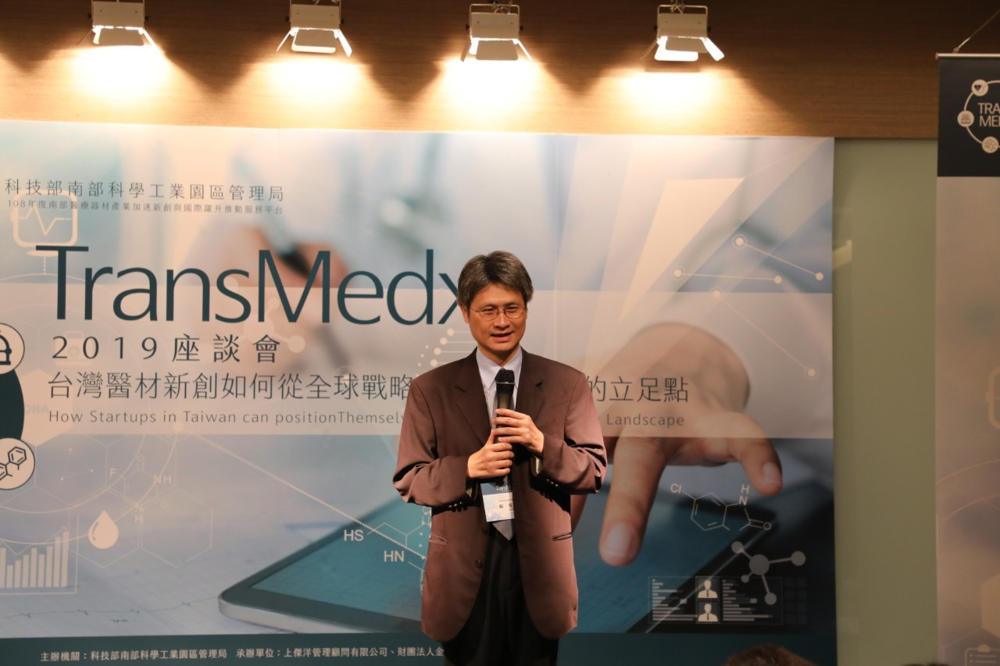 科技部南部科學工業園區管理局
108年度南部醫療器材產業加速新創與國際躍升推動服務平台
TransMedx
2019座談會
台灣醫材新創如何從全球戰略
的立足點
How Startups in Taiwan can positionThemselv
Landscape
F
NH
NH
HS
HN
Cl
H
N
O
TRA
ME
DNA
主辦機關：科技部南部科學工業園區管理局 承辦單位：上傑洋管理顧問有限公司、財團法人金